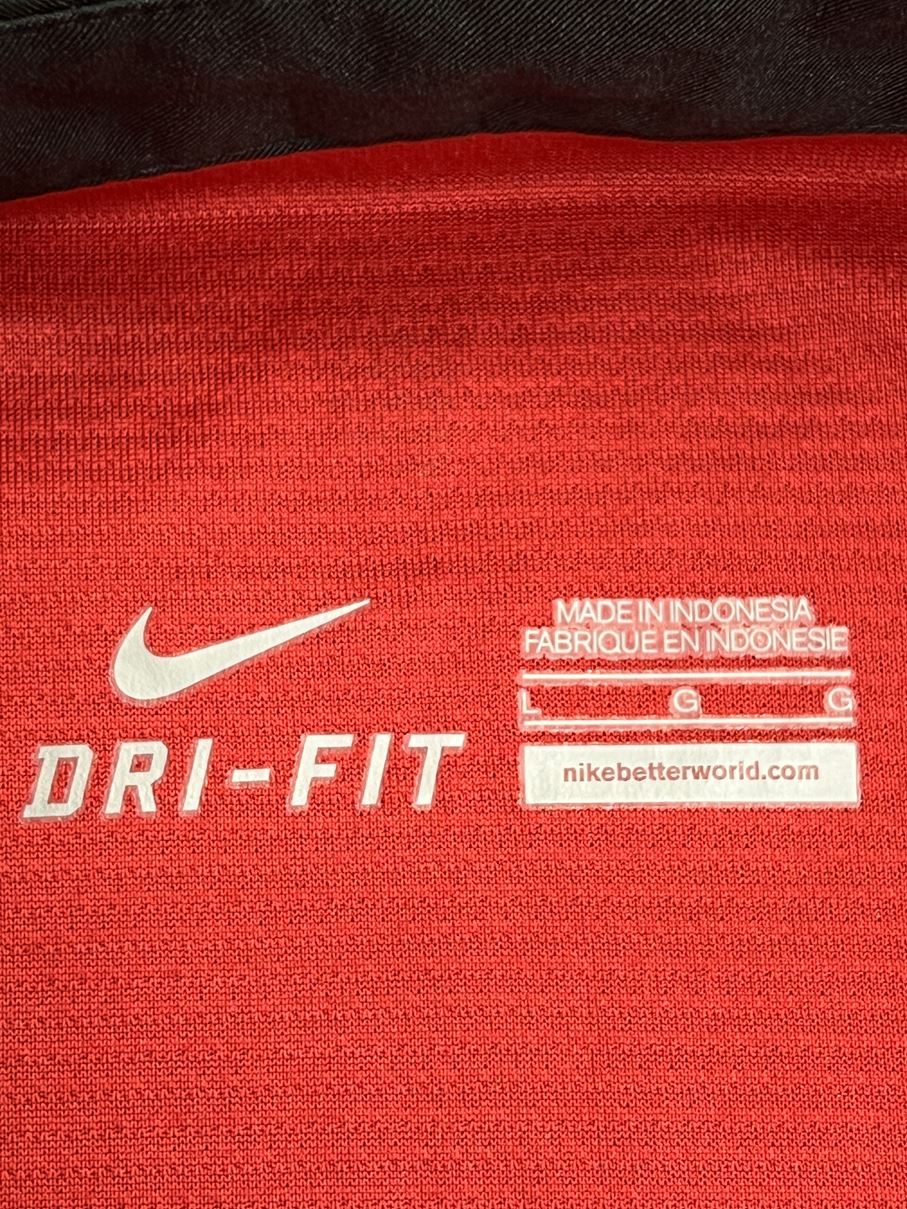 DRI-FIT
MADE IN INDONESIA
FABRIQUE EN INDONESIE
L G G
nikebetterworld.com